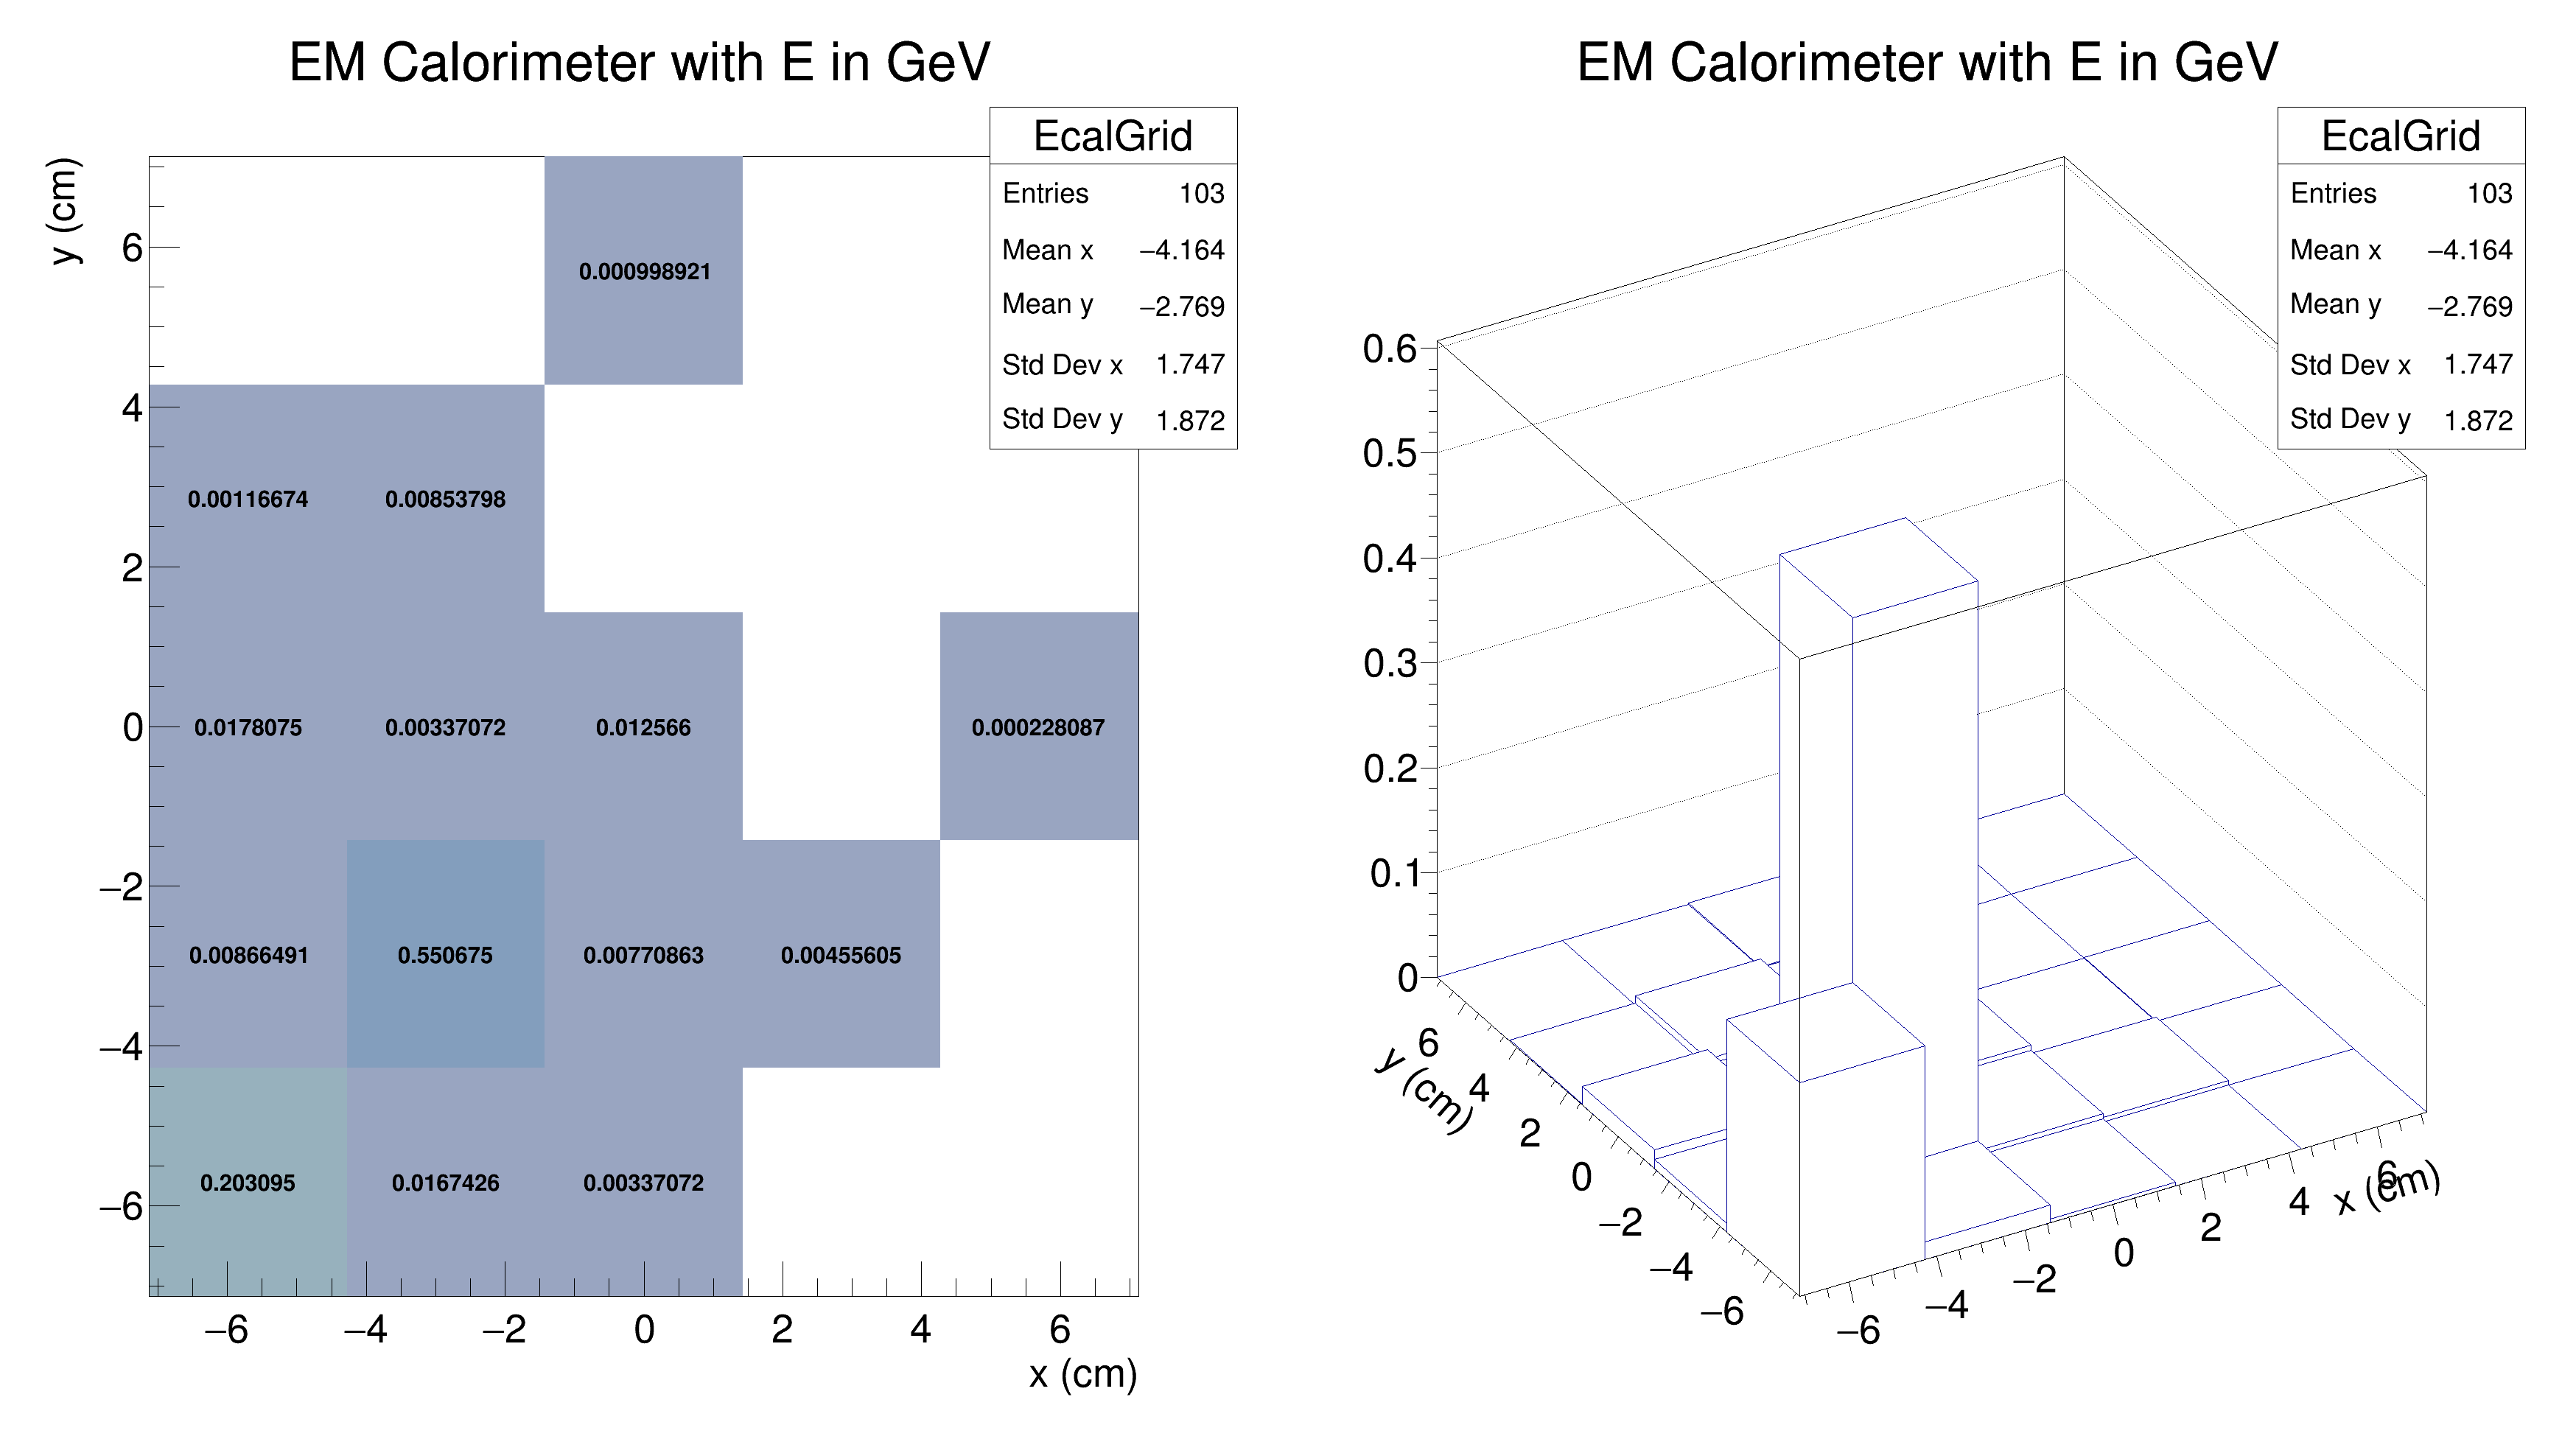 EM Calorimeter with E in GeV
EcalGrid
Entries 103
Mean x −4.164
Mean y −2.769
Std Dev x 1.747
Std Dev y 1.872
y (cm)
6
4
2
0
−2
−4
−6
0.000998921
0.00116674 0.00853798
0.0178075 0.00337072 0.012566 0.000228087
0.00866491 0.550675 0.00770863 0.00455605
0.203095 0.0167426 0.00337072
−6 −4 −2 0 2 4 6
x (cm)
EM Calorimeter with E in GeV
EcalGrid
Entries 103
Mean x −4.164
Mean y −2.769
Std Dev x 1.747
Std Dev y 1.872
0.6
0.5
0.4
0.3
0.2
0.1
0
y (cm)
6
4
2
0
−2
−4
−6
−6
−4
−2
0
2
4
6
x (cm)